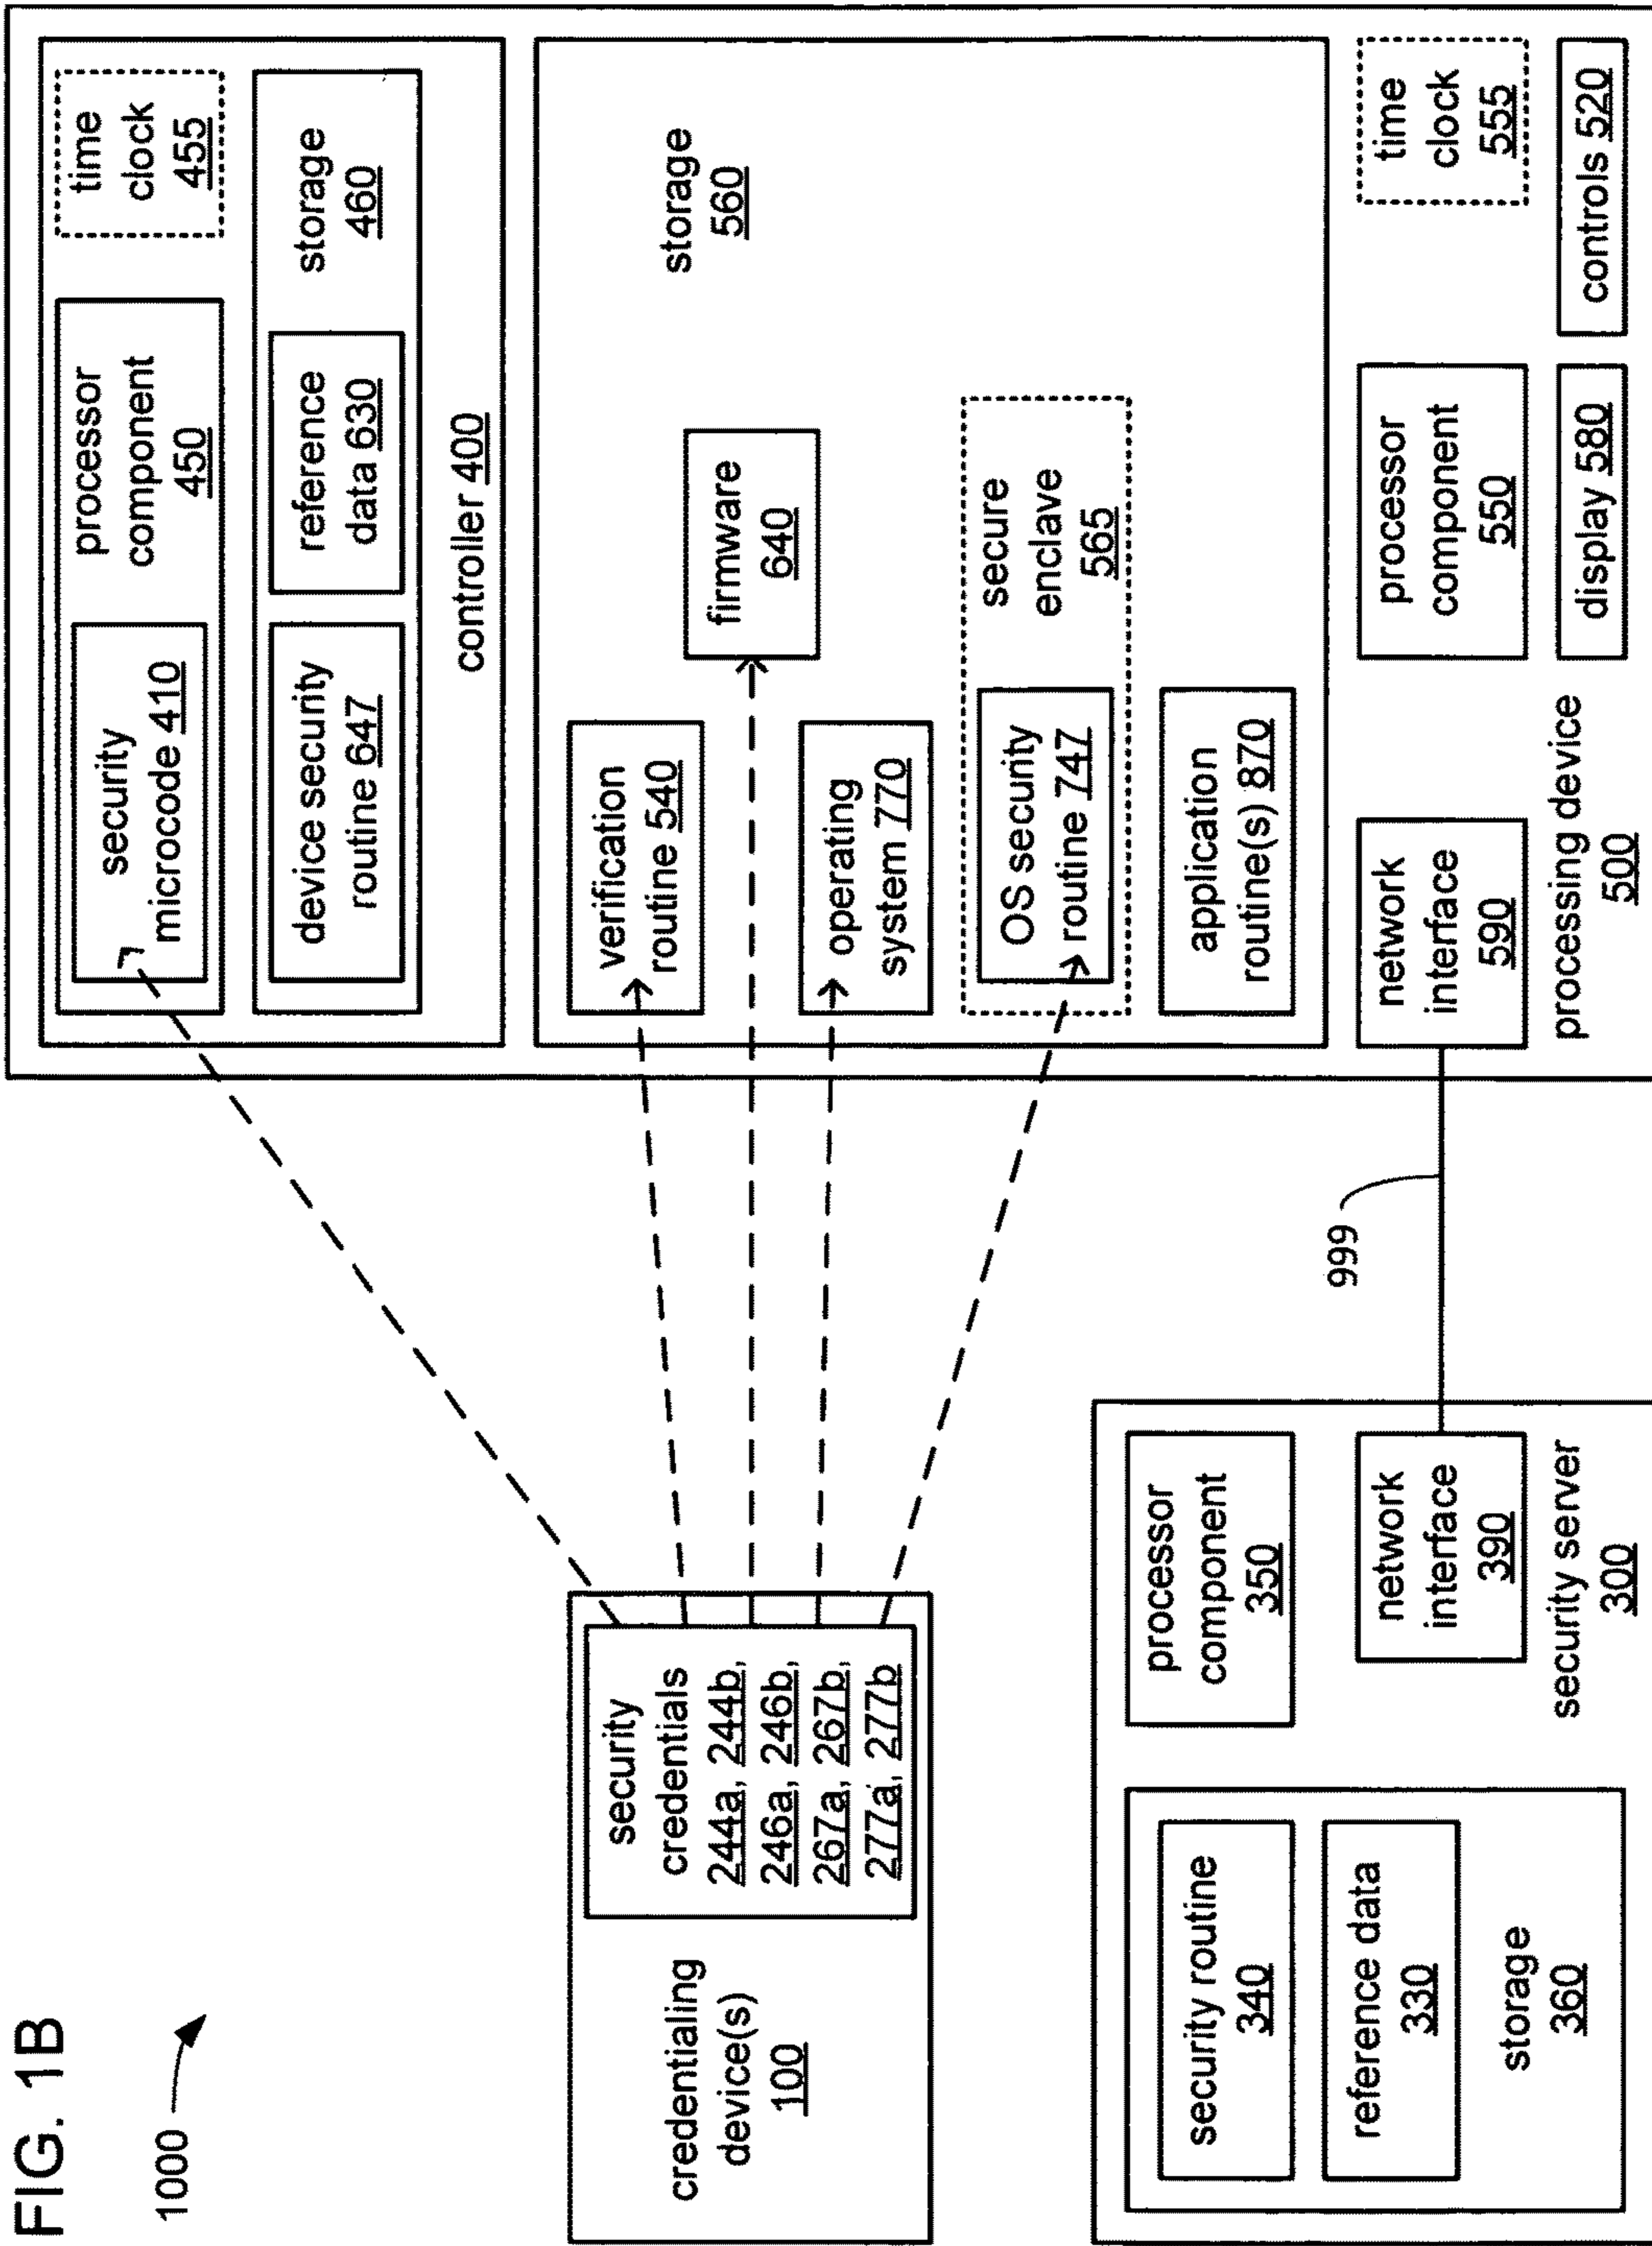 FIG. 1B
1000
credentialing
device(s)
100
security
credentials
244a, 244b,
246a, 246b,
267a, 267b,
277a, 277b
security routine
340
reference data
330
storage
360
processor
component
350
network
interface
390
security server
300
999
security
microcode 410
processor
component
450
time
clock
455
device security
routine 647
reference
data 630
storage
460
controller 400
verification
routine 540
firmware
640
storage
560
operating
system 770
OS security
routine 747
secure
enclave
565
application
routine(s) 870
network
interface
590
processor
component
550
time
clock
555
processing device
500
display 580
controls 520